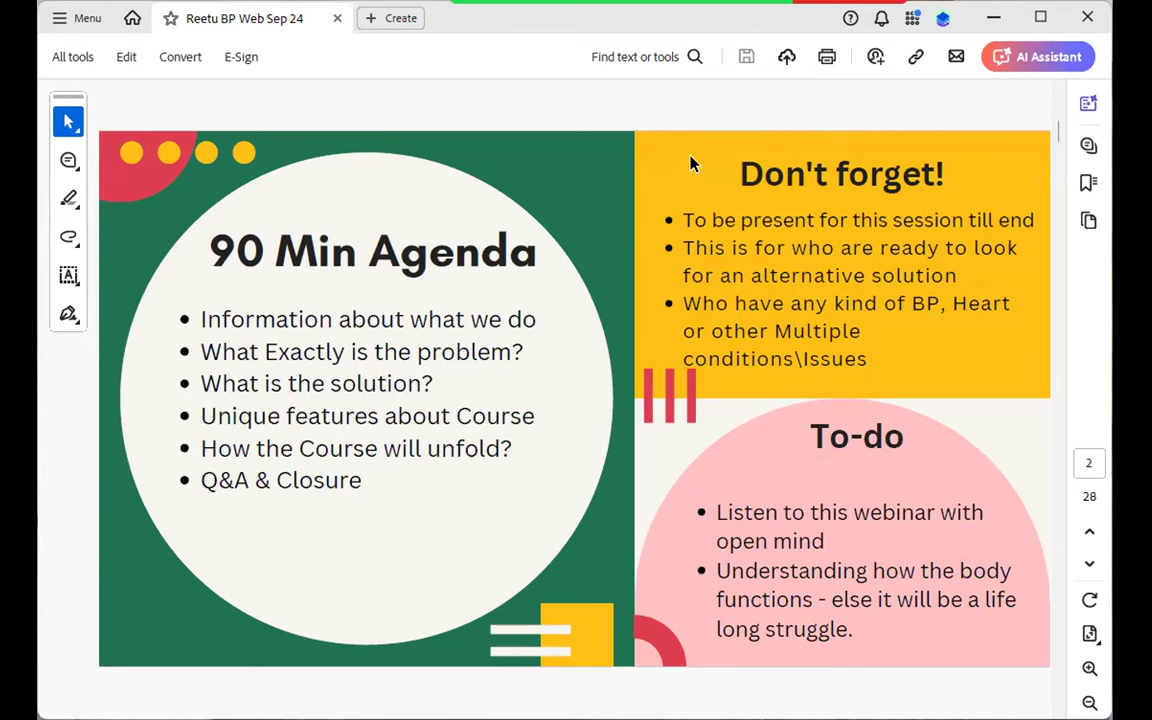 Menu
Reetu BP Web Sep 24
Create
All tools
Edit
Convert
E-Sign
Find text or tools
AI Assistant
90 Min Agenda
• Information about what we do
• What Exactly is the problem?
• What is the solution?
• Unique features about Course
• How the Course will unfold?
• Q&A & Closure
Don't forget!
• To be present for this session till end
• This is for who are ready to look
for an alternative solution
• Who have any kind of BP, Heart
or other Multiple
conditions\Issues
To-do
• Listen to this webinar with
open mind
• Understanding how the body
functions - else it will be a life
long struggle.
2
28